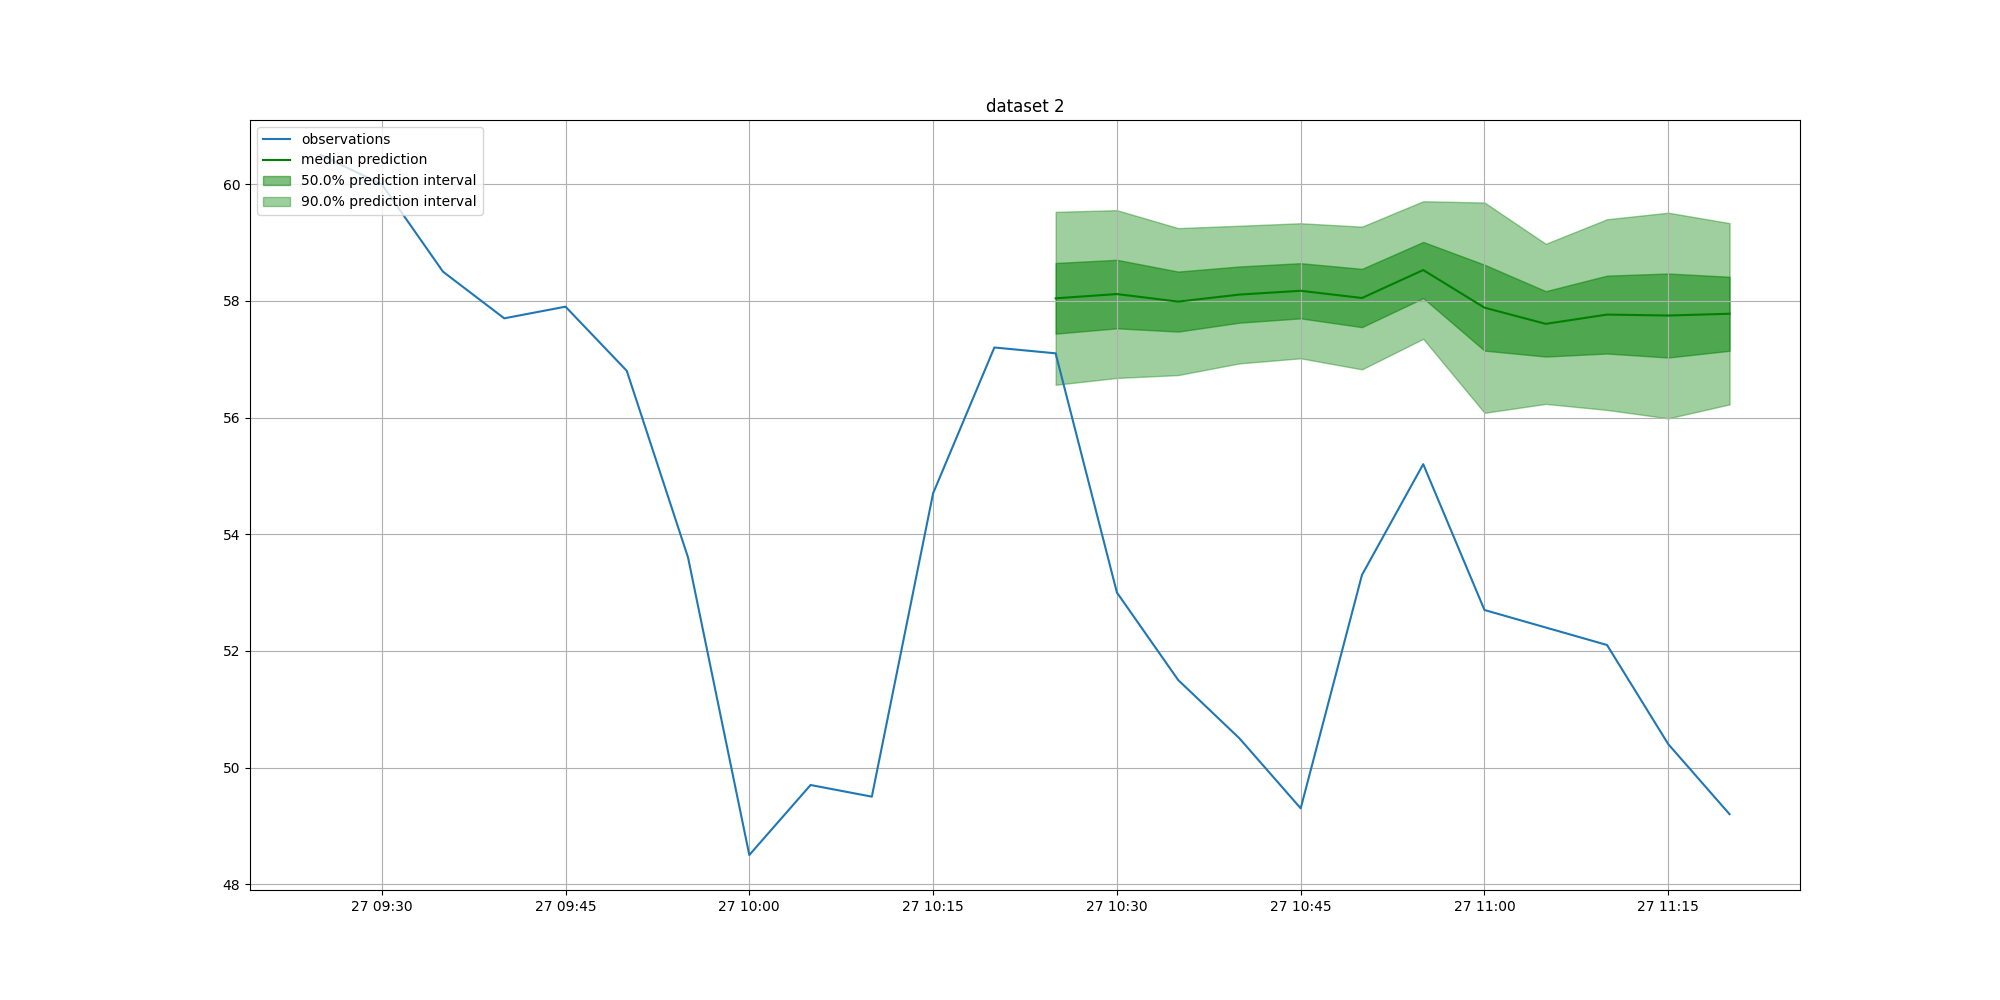 dataset 2
observations
median prediction
50.0% prediction interval
90.0% prediction interval
60
58
56
54
52
50
48
27 09:30 27 09:45 27 10:00 27 10:15 27 10:30 27 10:45 27 11:00 27 11:15